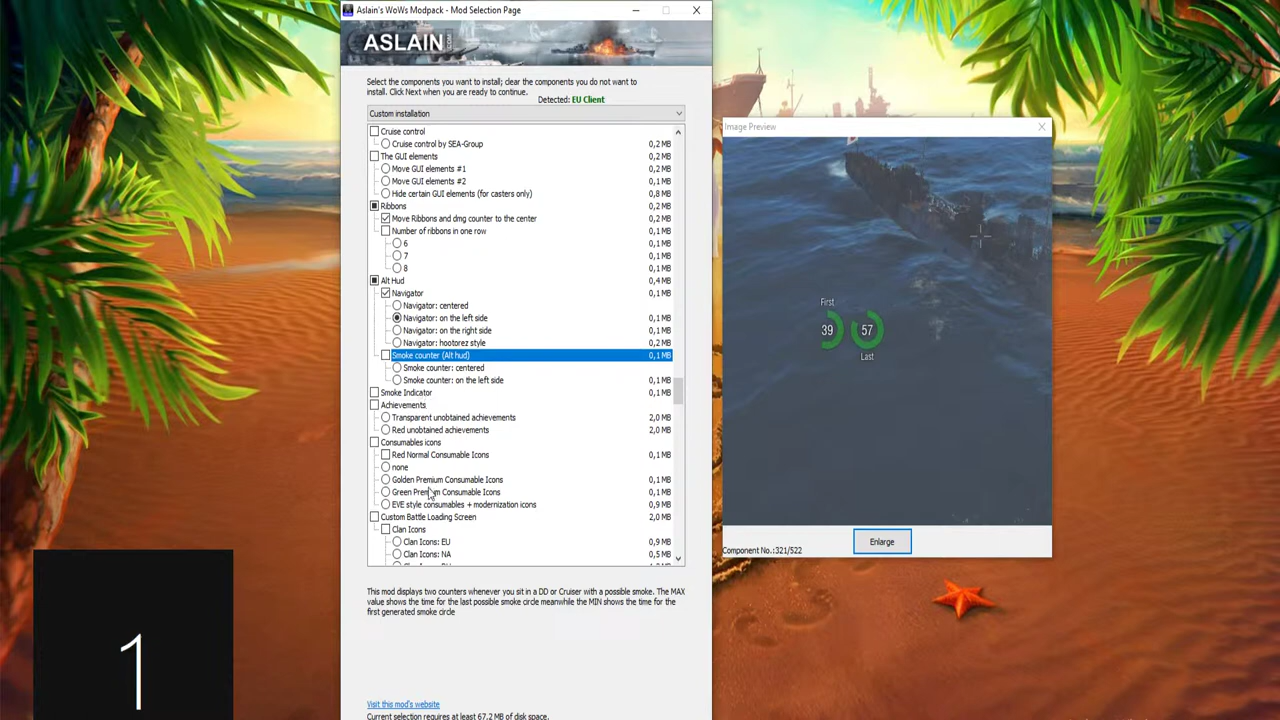 Aslain's WoWs Modpack - Mod Selection Page
ASLAIN.COM
Select the components you want to install; clear the components you do not want to
install. Click Next when you are ready to continue.
Detected: EU Client
Custom installation
Cruise control 0,2 MB
Cruise control by SEA-Group 0,2 MB
The GUI elements 0,2 MB
Move GUI elements #1 0,2 MB
Move GUI elements #2 0,1 MB
Hide certain GUI elements (for casters only) 0,8 MB
Ribbons 0,2 MB
Move Ribbons and dmg counter to the center 0,2 MB
Number of ribbons in one row 0,1 MB
6 0,1 MB
7 0,1 MB
8 0,1 MB
Alt Hud 0,4 MB
Navigator 0,1 MB
Navigator: centered
Navigator: on the left side 0,1 MB
Navigator: on the right side 0,1 MB
Navigator: hootorez style 0,2 MB
Smoke counter (Alt hud) 0,1 MB
Smoke counter: centered
Smoke counter: on the left side 0,1 MB
Smoke Indicator 0,1 MB
Achievements 
Transparent unobtained achievements 2,0 MB
Red unobtained achievements 2,0 MB
Consumables icons
Red Normal Consumable Icons 0,1 MB
none
Golden Premium Consumable Icons 0,1 MB
Green Premium Consumable Icons 0,1 MB
EVE style consumables + modernization icons 0,9 MB
Custom Battle Loading Screen 2,0 MB
Clan Icons
Clan Icons: EU 0,9 MB
Clan Icons: NA 0,5 MB
This mod displays two counters whenever you sit in a DD or Cruiser with a possible smoke. The MAX
value shows the time for the last possible smoke circle meanwhile the MIN shows the time for the
first generated smoke circle
Visit this mod's website
Current selection requires at least 67,2 MB of disk space.
Image Preview
First
39 57
Last
Component No.:321/522
Enlarge
1